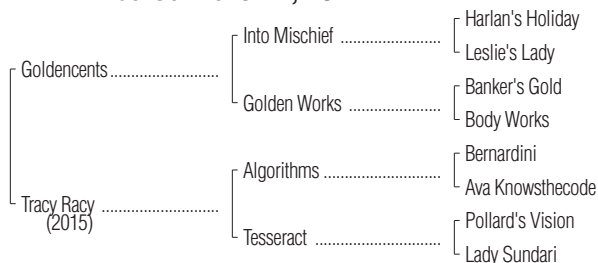 Harlan's Holiday
Into Mischief
Leslie's Lady
Goldencents
Banker's Gold
Golden Works
Body Works
Bernardini
Algorithms
Ava Knowsthecode
Tracy Racy
(2015)
Pollard's Vision
Tesseract
Lady Sundari